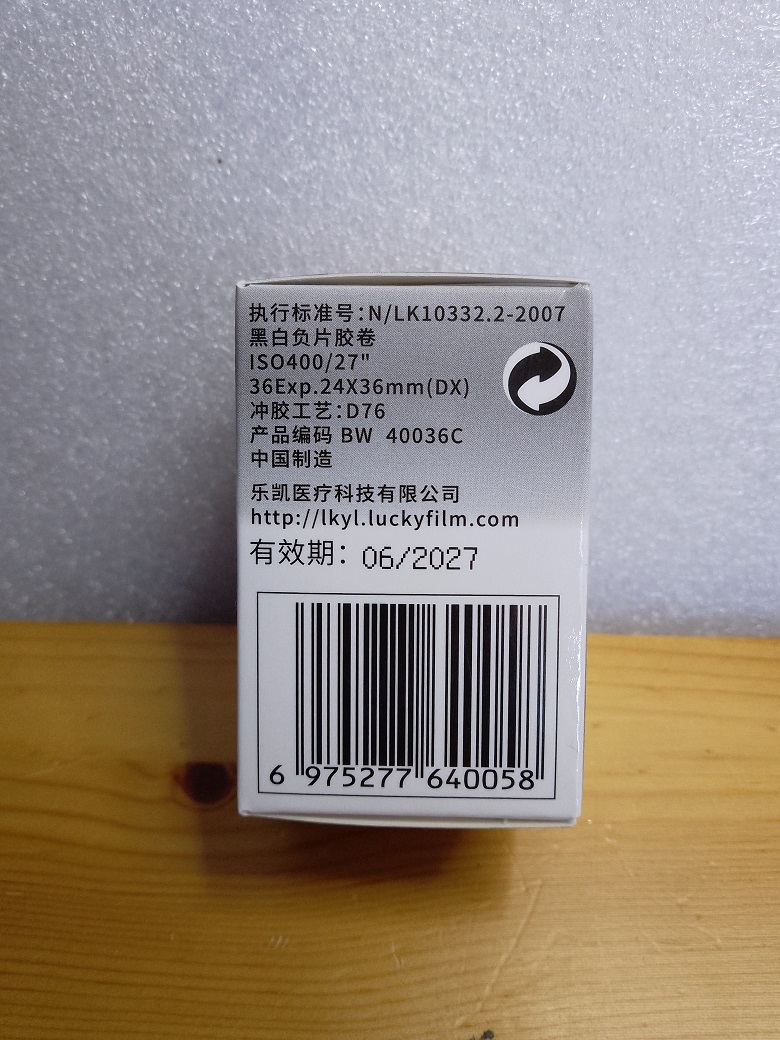 执行标准号:N/LK10332.2-2007
黑白负片胶卷
ISO400/27"
36Exp.24X36mm(DX)
冲胶工艺:D76
产品编码 BW 40036C
中国制造
乐凯医疗科技有限公司
http://lkyl.luckyfilm.com
有效期: 06/2027
6 975277 640058